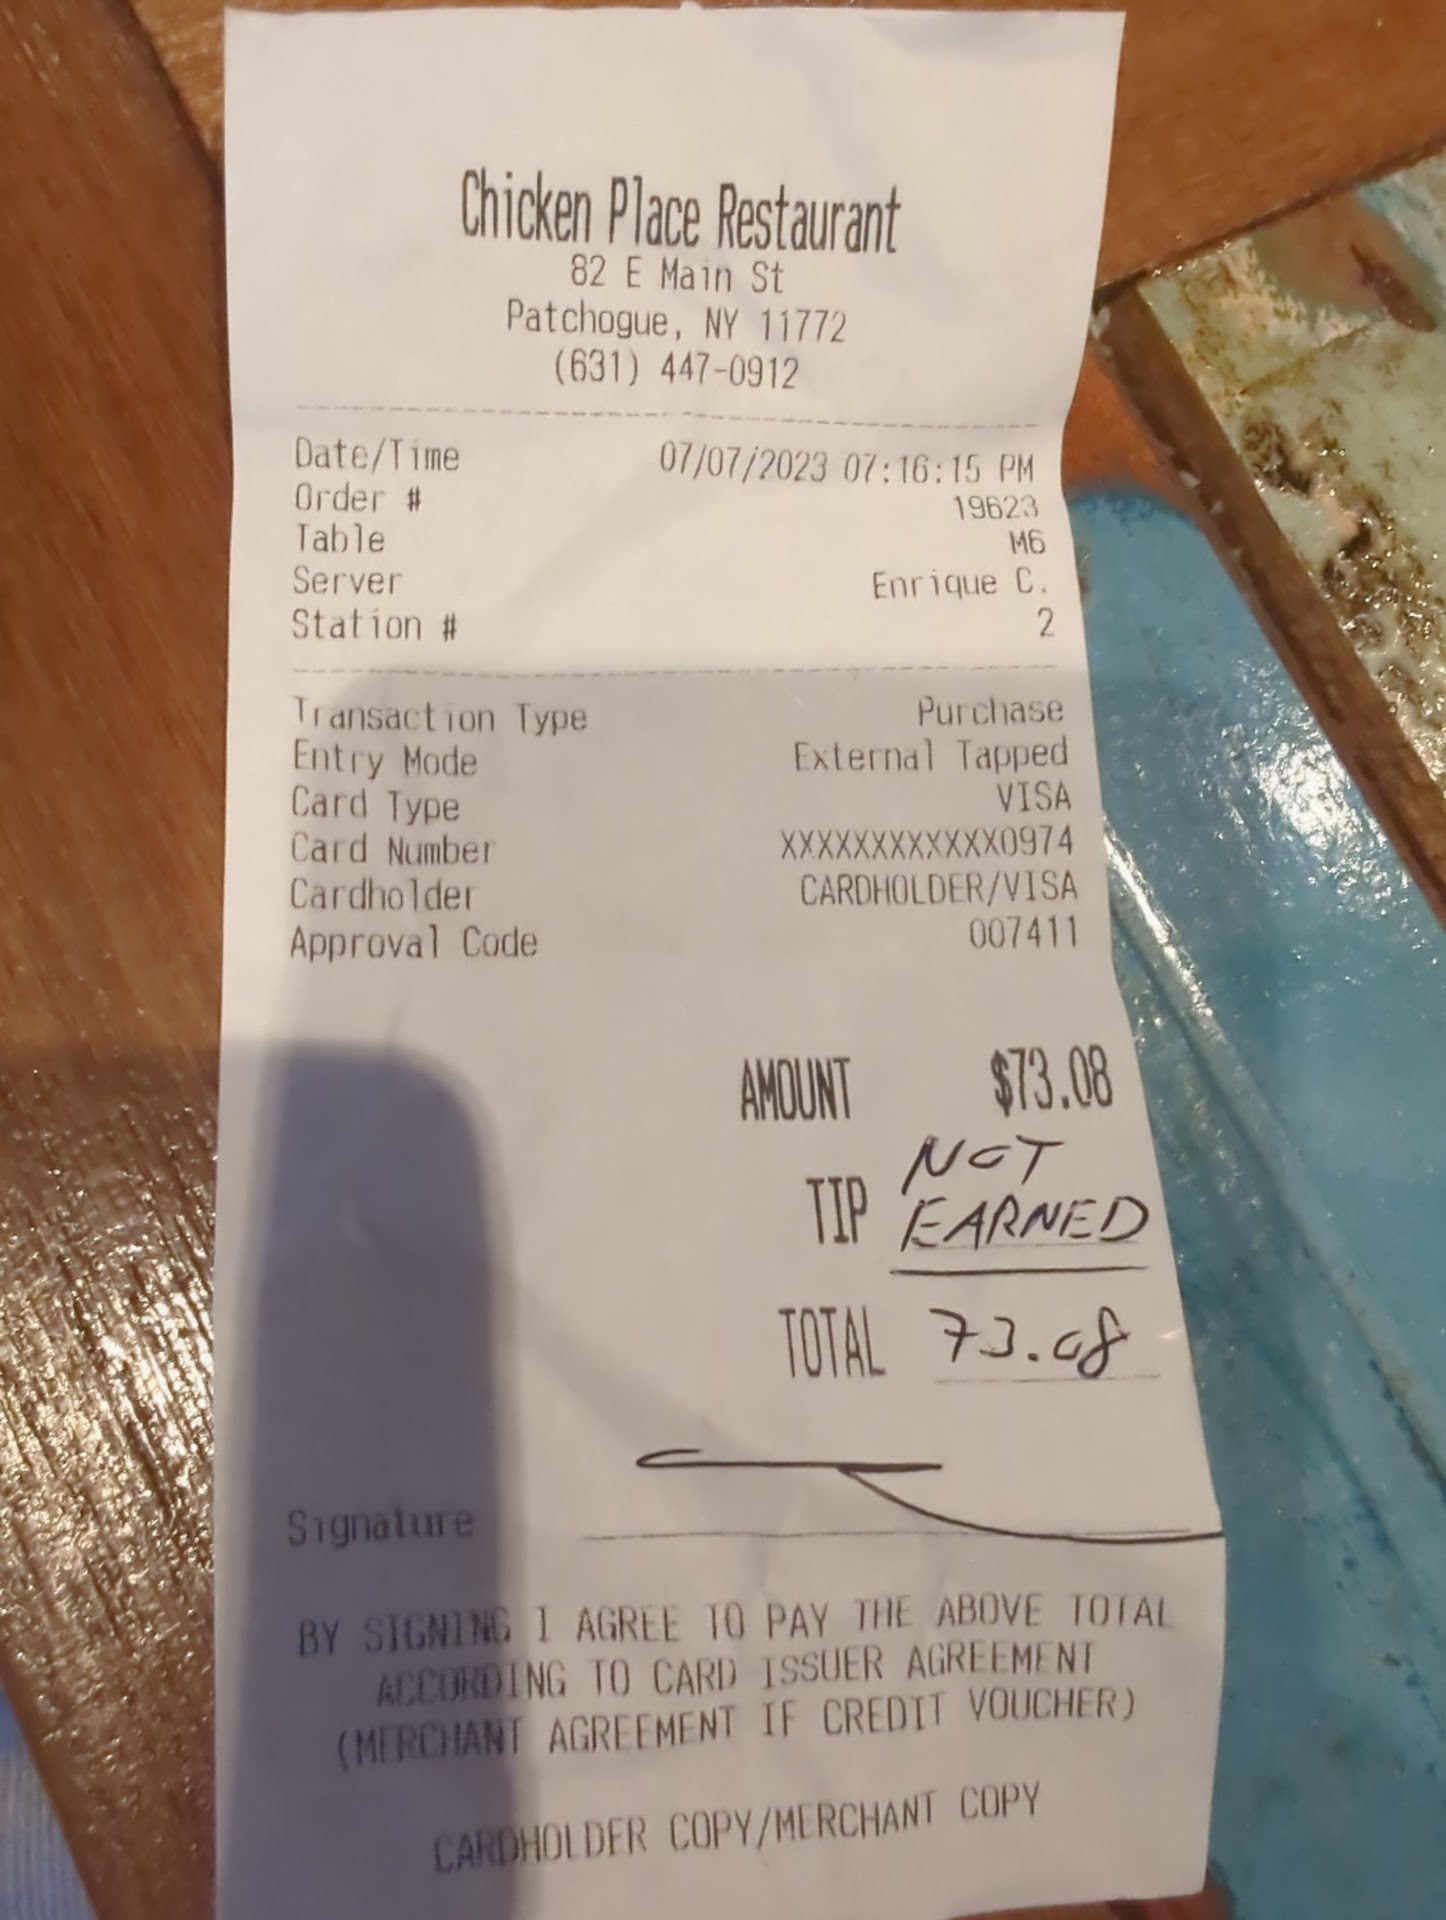 Chicken Place Restaurant
82 E Main St
Patchogue, NY 11772
(631) 447-0912
Date/Time 07/07/2023 07:16:15 PM
Order # 19623
Table M6
Server Enrique C.
Station # 2
Transaction Type Purchase
Entry Mode External Tapped
Card Type VISA
Card Number XXXXXXXXXXXX0974
Cardholder CARDHOLDER/VISA
Approval Code 007411
AMOUNT $73.08
NOT
TIP EARNED
TOTAL 73.08
Signature
BY SIGNING I AGREE TO PAY THE ABOVE TOTAL
ACCORDING TO CARD ISSUER AGREEMENT
(MERCHANT AGREEMENT IF CREDIT VOUCHER)
CARDHOLDER COPY/MERCHANT COPY